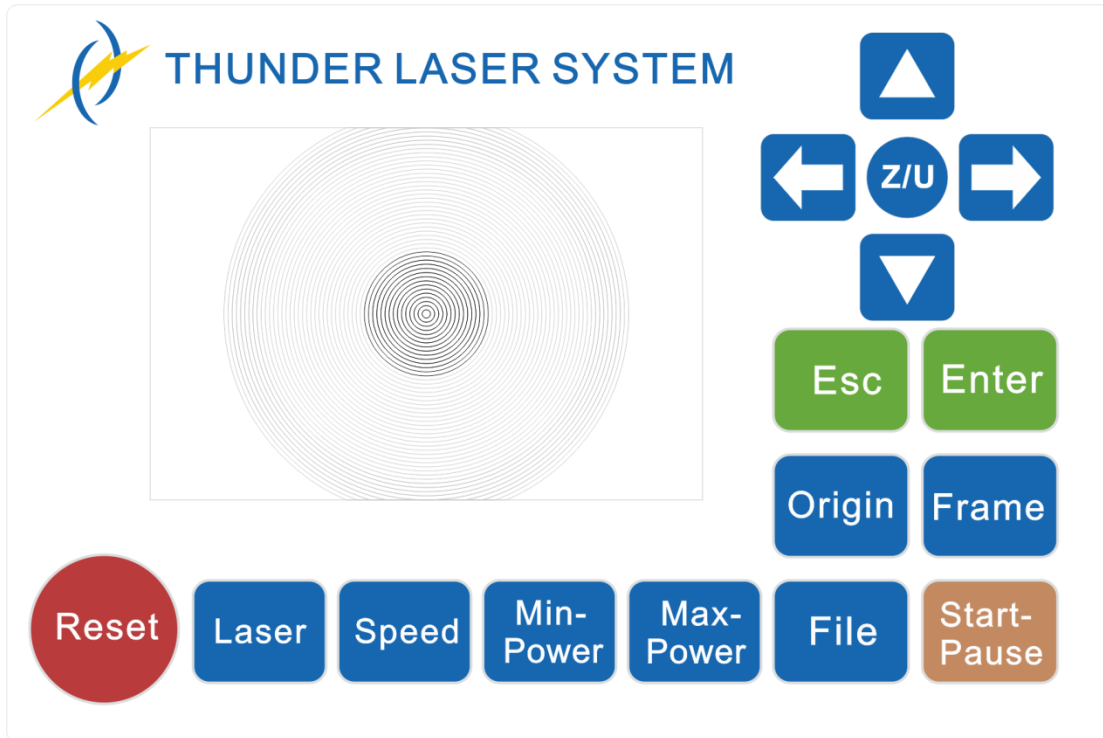 THUNDER LASER SYSTEM
Z/U
Esc
Enter
Origin
Frame
Reset
Laser
Speed
Min-
Power
Max-
Power
File
Start-
Pause